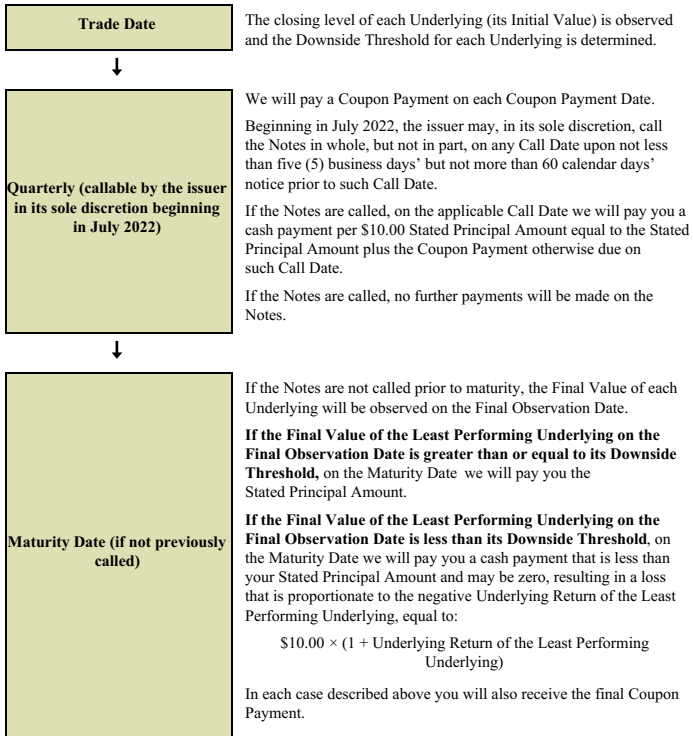 Trade Date
The closing level of each Underlying (its Initial Value) is observed
and the Downside Threshold for each Underlying is determined.
Quarterly (callable by the issuer
in its sole discretion beginning
in July 2022)
We will pay a Coupon Payment on each Coupon Payment Date.
Beginning in July 2022, the issuer may, in its sole discretion, call
the Notes in whole, but not in part, on any Call Date upon not less
than five (5) business days’ but not more than 60 calendar days’
notice prior to such Call Date.
If the Notes are called, on the applicable Call Date we will pay you a
cash payment per $10.00 Stated Principal Amount equal to the Stated
Principal Amount plus the Coupon Payment otherwise due on
such Call Date.
If the Notes are called, no further payments will be made on the
Notes.
Maturity Date (if not previously
called)
If the Notes are not called prior to maturity, the Final Value of each
Underlying will be observed on the Final Observation Date.
If the Final Value of the Least Performing Underlying on the
Final Observation Date is greater than or equal to its Downside
Threshold, on the Maturity Date we will pay you the
Stated Principal Amount.
If the Final Value of the Least Performing Underlying on the
Final Observation Date is less than its Downside Threshold, on
the Maturity Date we will pay you a cash payment that is less than
your Stated Principal Amount and may be zero, resulting in a loss
that is proportionate to the negative Underlying Return of the Least
Performing Underlying, equal to:
$10.00 × (1 + Underlying Return of the Least Performing
Underlying)
In each case described above you will also receive the final Coupon
Payment.